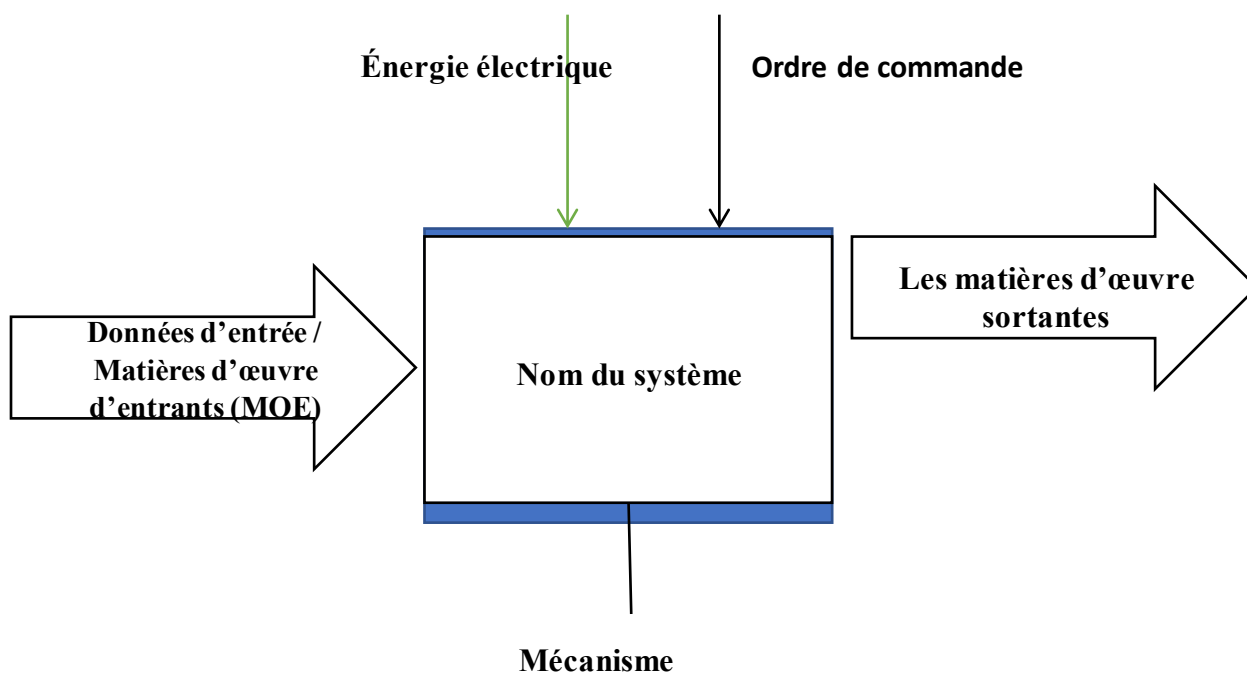 Énergie électrique
Ordre de commande
Données d'entrée /
Matières d'œuvre
d'entrants (MOE)
Nom du système
Les matières d'œuvre
sortantes
Mécanisme